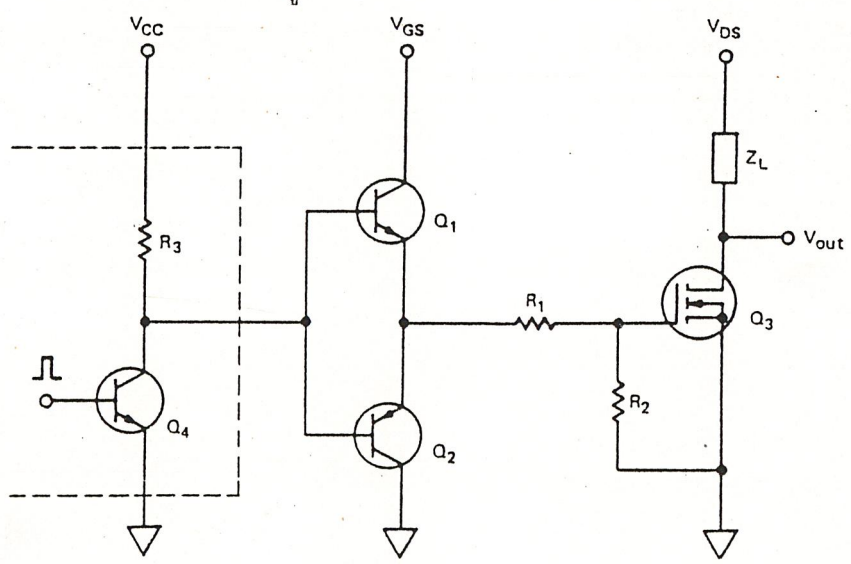 V_CC
V_GS
V_DS
Z_L
Q_1
R_3
V_out
R_1
Q_3
R_2
Q_4
Q_2